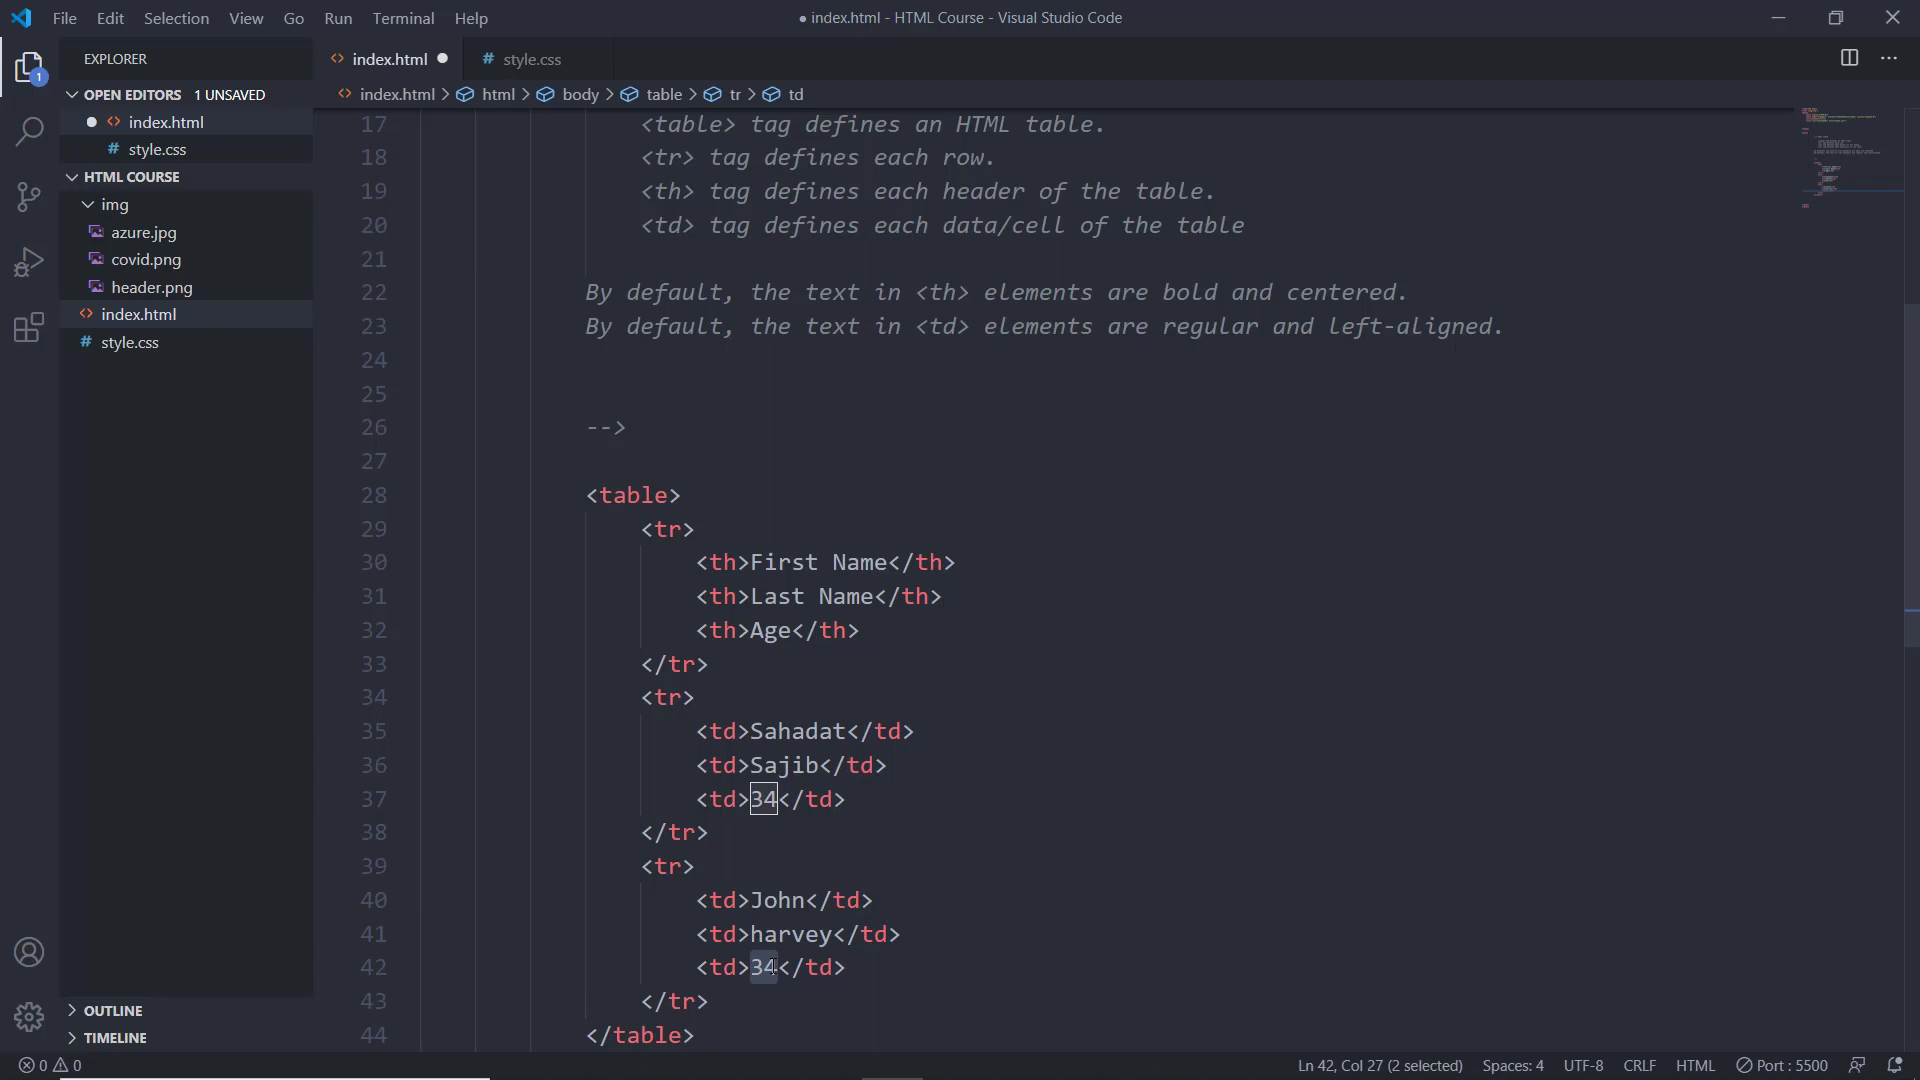 File Edit Selection View Go Run Terminal Help
● index.html - HTML Course - Visual Studio Code
EXPLORER
<> index.html ●
# style.css
OPEN EDITORS 1 UNSAVED
<> index.html > html > body > table > tr > td
● <> index.html
# style.css
HTML COURSE
img
azure.jpg
covid.png
header.png
<> index.html
# style.css
1
17 <table> tag defines an HTML table.
18 <tr> tag defines each row.
19 <th> tag defines each header of the table.
20 <td> tag defines each data/cell of the table
21
22 By default, the text in <th> elements are bold and centered.
23 By default, the text in <td> elements are regular and left-aligned.
24
25
26 -->
27
28 <table>
29 <tr>
30 <th>First Name</th>
31 <th>Last Name</th>
32 <th>Age</th>
33 </tr>
34 <tr>
35 <td>Sahadat</td>
36 <td>Sajib</td>
37 <td>34</td>
38 </tr>
39 <tr>
40 <td>John</td>
41 <td>harvey</td>
42 <td>34</td>
43 </tr>
44 </table>
OUTLINE
TIMELINE
0 0
Ln 42, Col 27 (2 selected) Spaces: 4 UTF-8 CRLF HTML Port : 5500